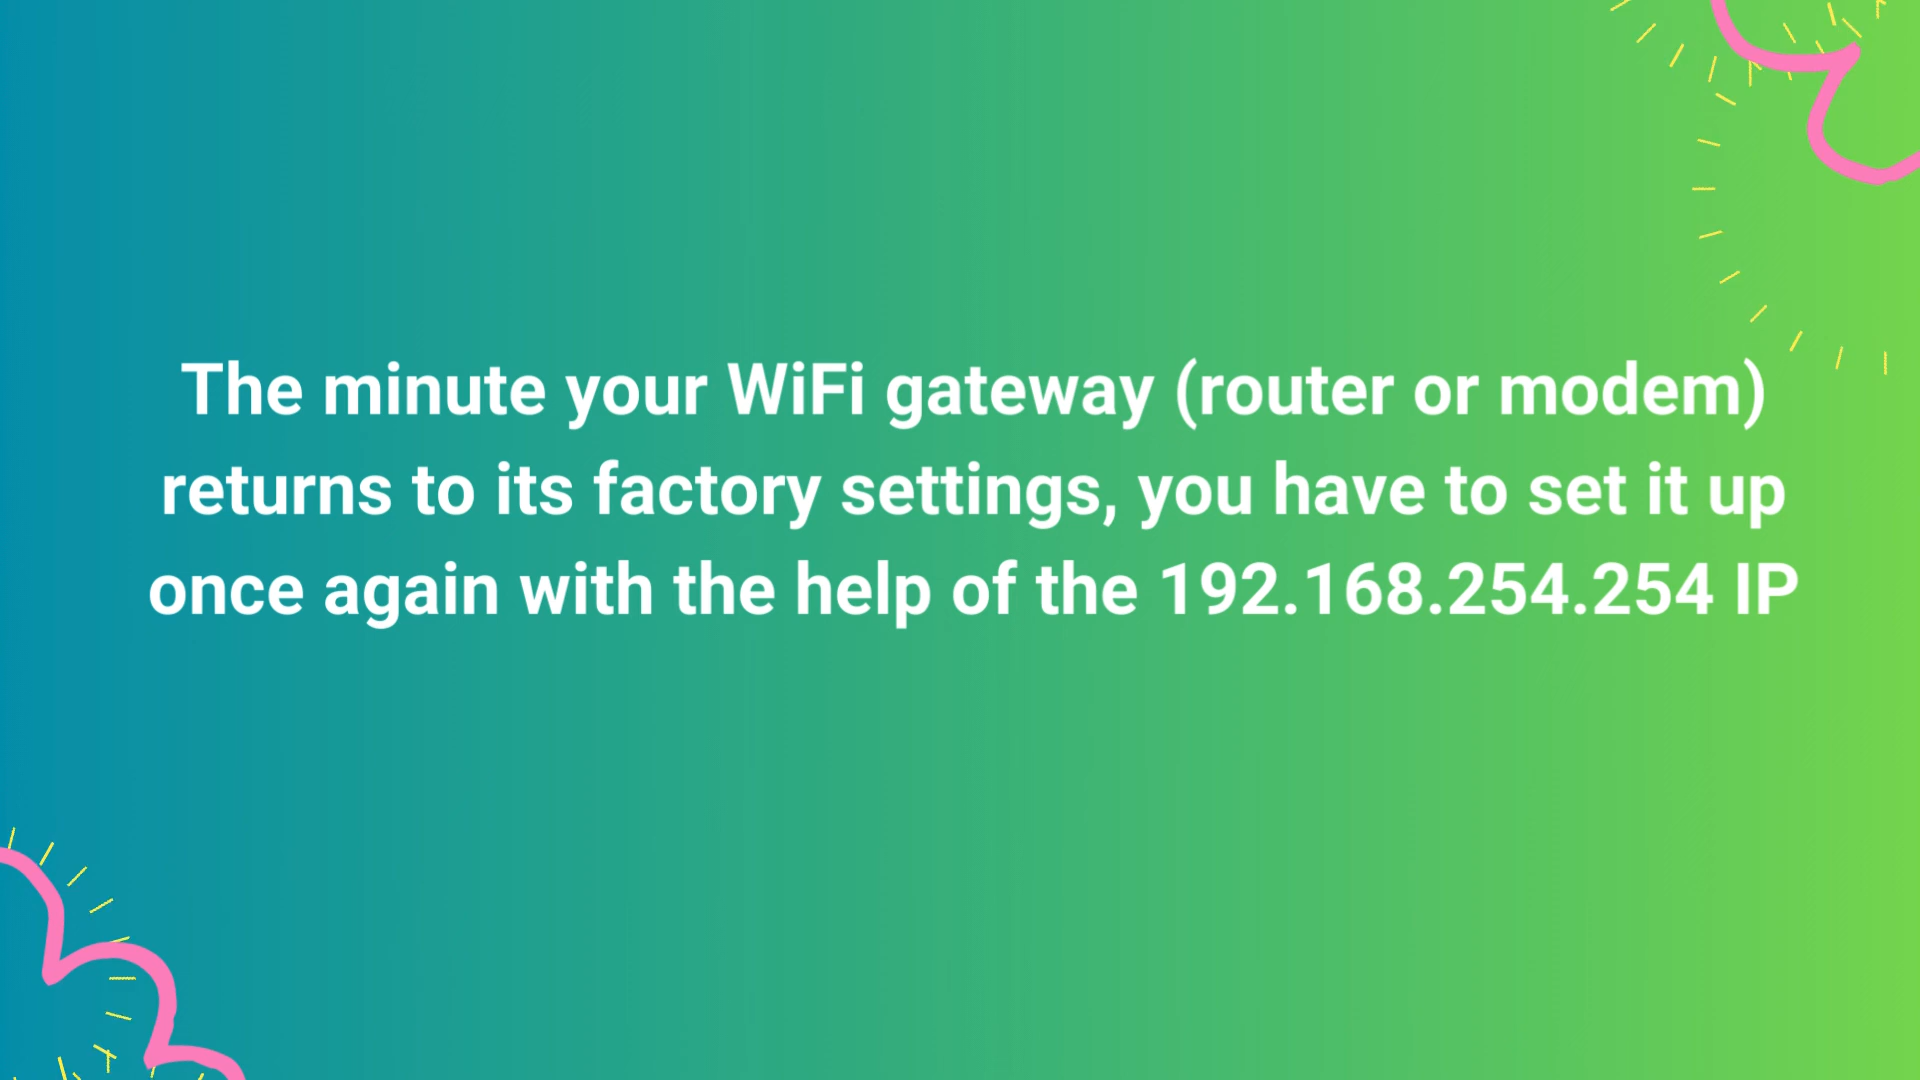 The minute your WiFi gateway (router or modem)
returns to its factory settings, you have to set it up
once again with the help of the 192.168.254.254 IP